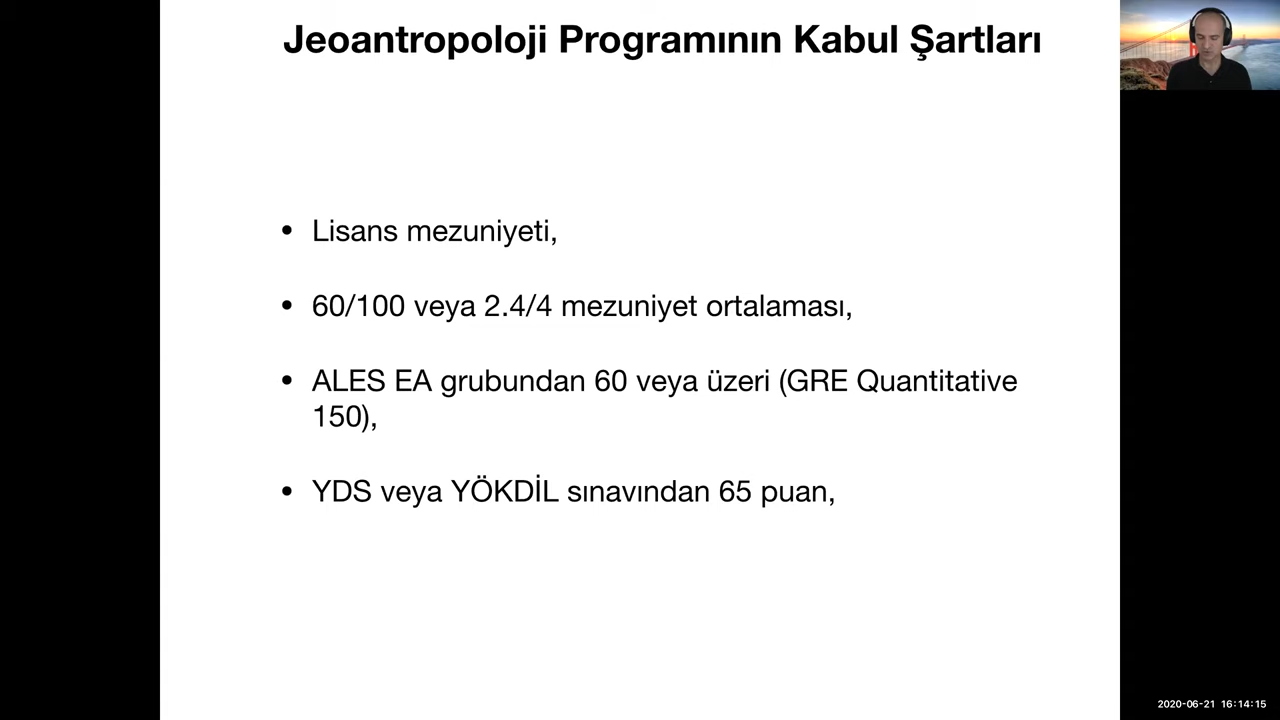 Jeoantropoloji Programının Kabul Şartları
• Lisans mezuniyeti,
• 60/100 veya 2.4/4 mezuniyet ortalaması,
• ALES EA grubundan 60 veya üzeri (GRE Quantitative
150),
• YDS veya YÖKDİL sınavından 65 puan,
2020-06-21 16:14:15